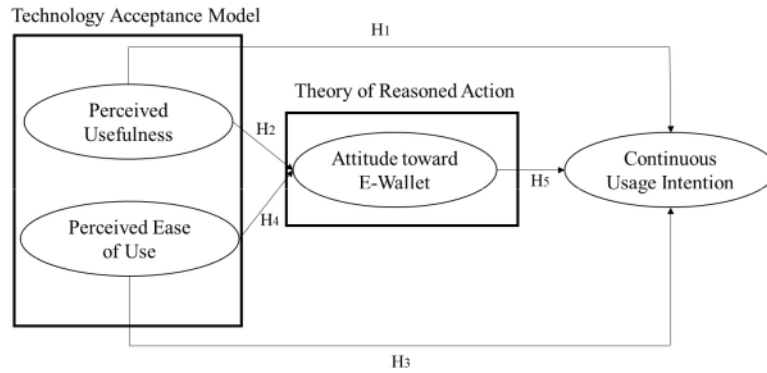 Technology Acceptance Model
H1
Perceived
Usefulness
H2
Theory of Reasoned Action
Attitude toward
E-Wallet
H5
Continuous
Usage Intention
H4
Perceived Ease
of Use
H3